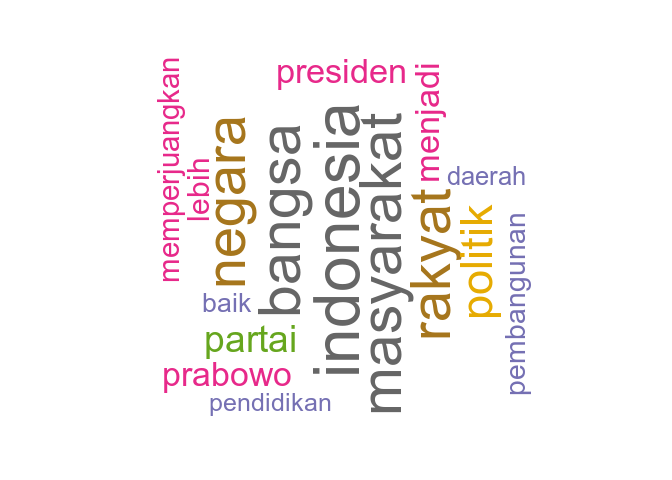 presiden
memperjuangkan
lebih
negara
bangsa
indonesia
masyarakat
menjadi
rakyat
daerah
politik
pembangunan
baik
partai
prabowo
pendidikan